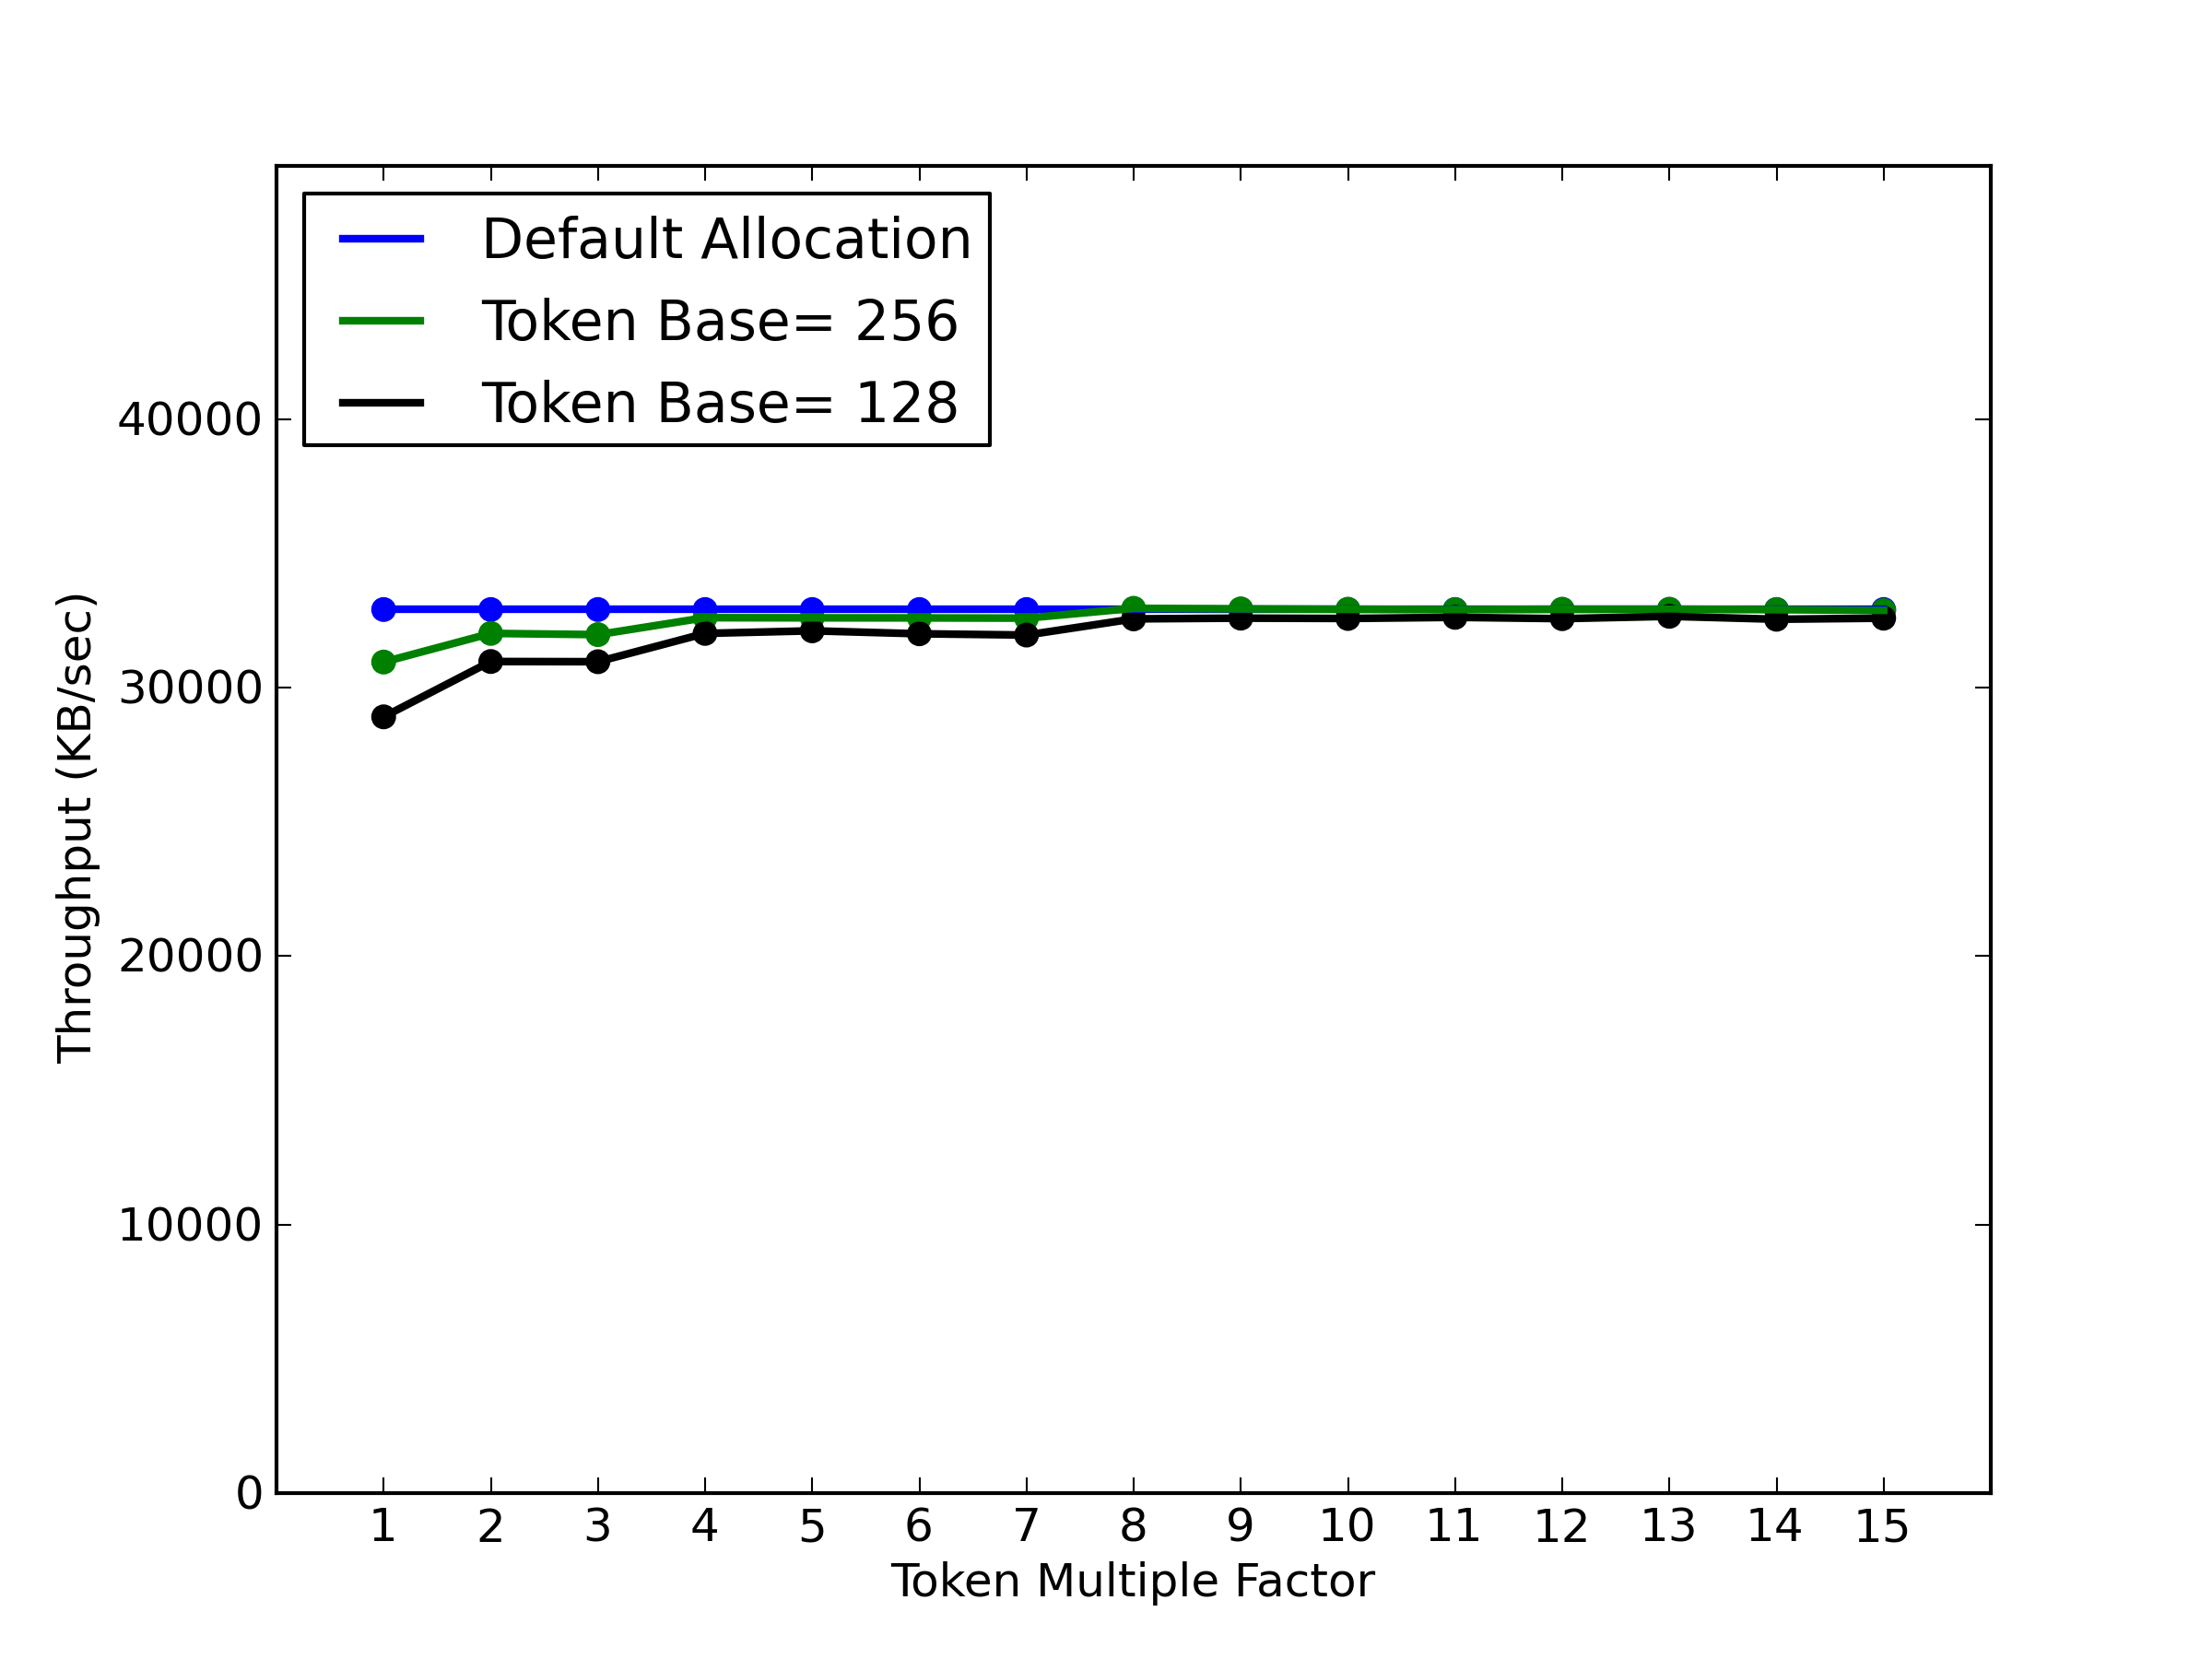 Default Allocation
Token Base= 256
Token Base= 128
40000
30000
20000
10000
0
Throughput (KB/sec)
1 2 3 4 5 6 7 8 9 10 11 12 13 14 15
Token Multiple Factor